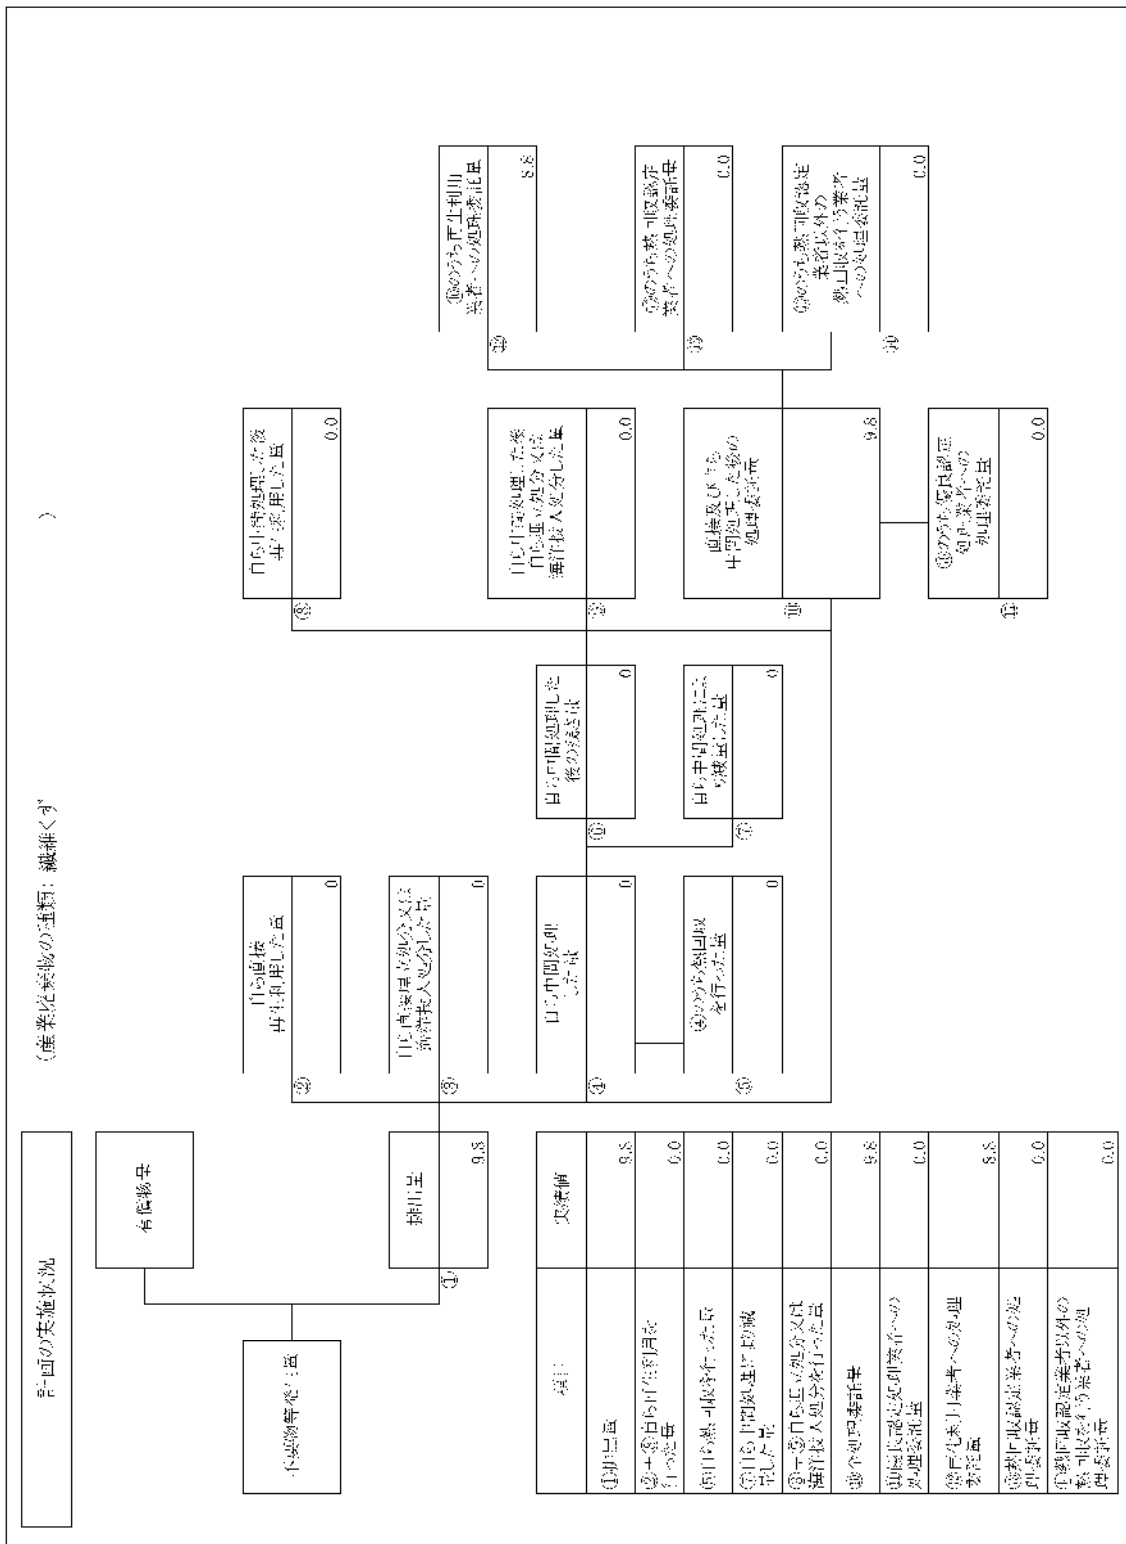 計画の実施状況
(産業廃棄物の種類: 繊維くず
)
不要物等発生量
有償物量
排出量
①
9.8
自ら直接
再生利用した量
②
0
自ら直接埋立処分又は
海洋投入処分した量
③
0
自ら中間処理
した量
④
0
④のうち熱回収
を行った量
⑤
0
自ら中間処理した
後の残さ量
⑥
0
自ら中間処理によ
り減量した量
⑦
0
自ら中間処理した後
再生利用した量
⑧
0.0
自ら中間処理した後
自ら埋立処分又は
海洋投入処分した量
⑨
0.0
直接及び自ら
中間処理した後の
処理委託量
⑩
9.8
⑩のうち優良認定
処理業者への
処理委託量
⑪
0.0
⑩のうち再生利用
業者への処理委託量
⑫
8.8
⑩のうち熱回収認定
業者への処理委託量
⑬
0.0
⑩のうち熱回収認定
業者以外の
熱回収を行う業者
への処理委託量
⑭
0.0
項目
実績値
①排出量
9.8
②+⑧自ら再生利用を
行った量
0.0
⑤自ら熱回収を行った量
0.0
⑦自ら中間処理により減
量した量
0.0
③+⑨自ら埋立処分又は
海洋投入処分を行った量
0.0
⑩全処理委託量
9.8
⑪優良認定処理業者への
処理委託量
0.0
⑫再生利用業者への処理
委託量
8.8
⑬熱回収認定業者への処
理委託量
0.0
⑭熱回収認定業者以外の
熱回収を行う業者への処
理委託量
0.0